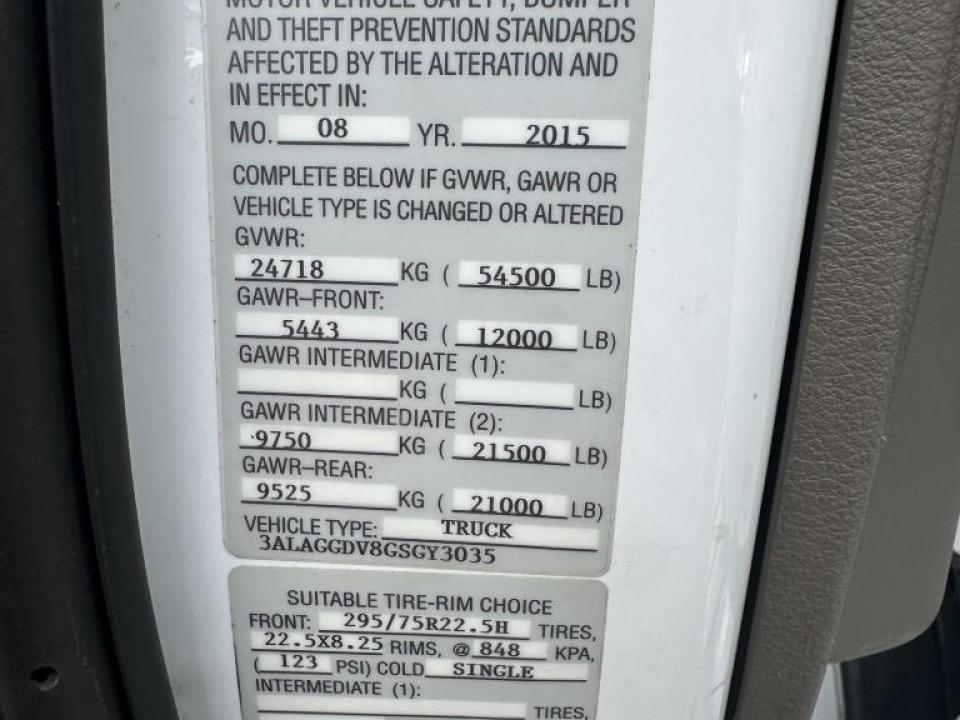 MOTOR VEHICLE SAFETY, BUMPER
AND THEFT PREVENTION STANDARDS
AFFECTED BY THE ALTERATION AND
IN EFFECT IN:
MO. 08 YR. 2015
COMPLETE BELOW IF GVWR, GAWR OR
VEHICLE TYPE IS CHANGED OR ALTERED
GVWR:
24718 KG ( 54500 LB)
GAWR–FRONT:
5443 KG ( 12000 LB)
GAWR INTERMEDIATE (1):
KG ( LB)
GAWR INTERMEDIATE (2):
9750 KG ( 21500 LB)
GAWR–REAR:
9525 KG ( 21000 LB)
VEHICLE TYPE: TRUCK
3ALAGGDV8GSGY3035
SUITABLE TIRE-RIM CHOICE
FRONT: 295/75R22.5H TIRES,
22.5X8.25 RIMS, @ 848 KPA,
( 123 PSI) COLD SINGLE
INTERMEDIATE (1):
TIRES,